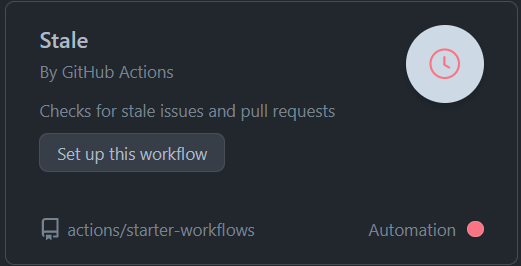 Stale
By GitHub Actions
Checks for stale issues and pull requests
Set up this workflow
actions/starter-workflows
Automation